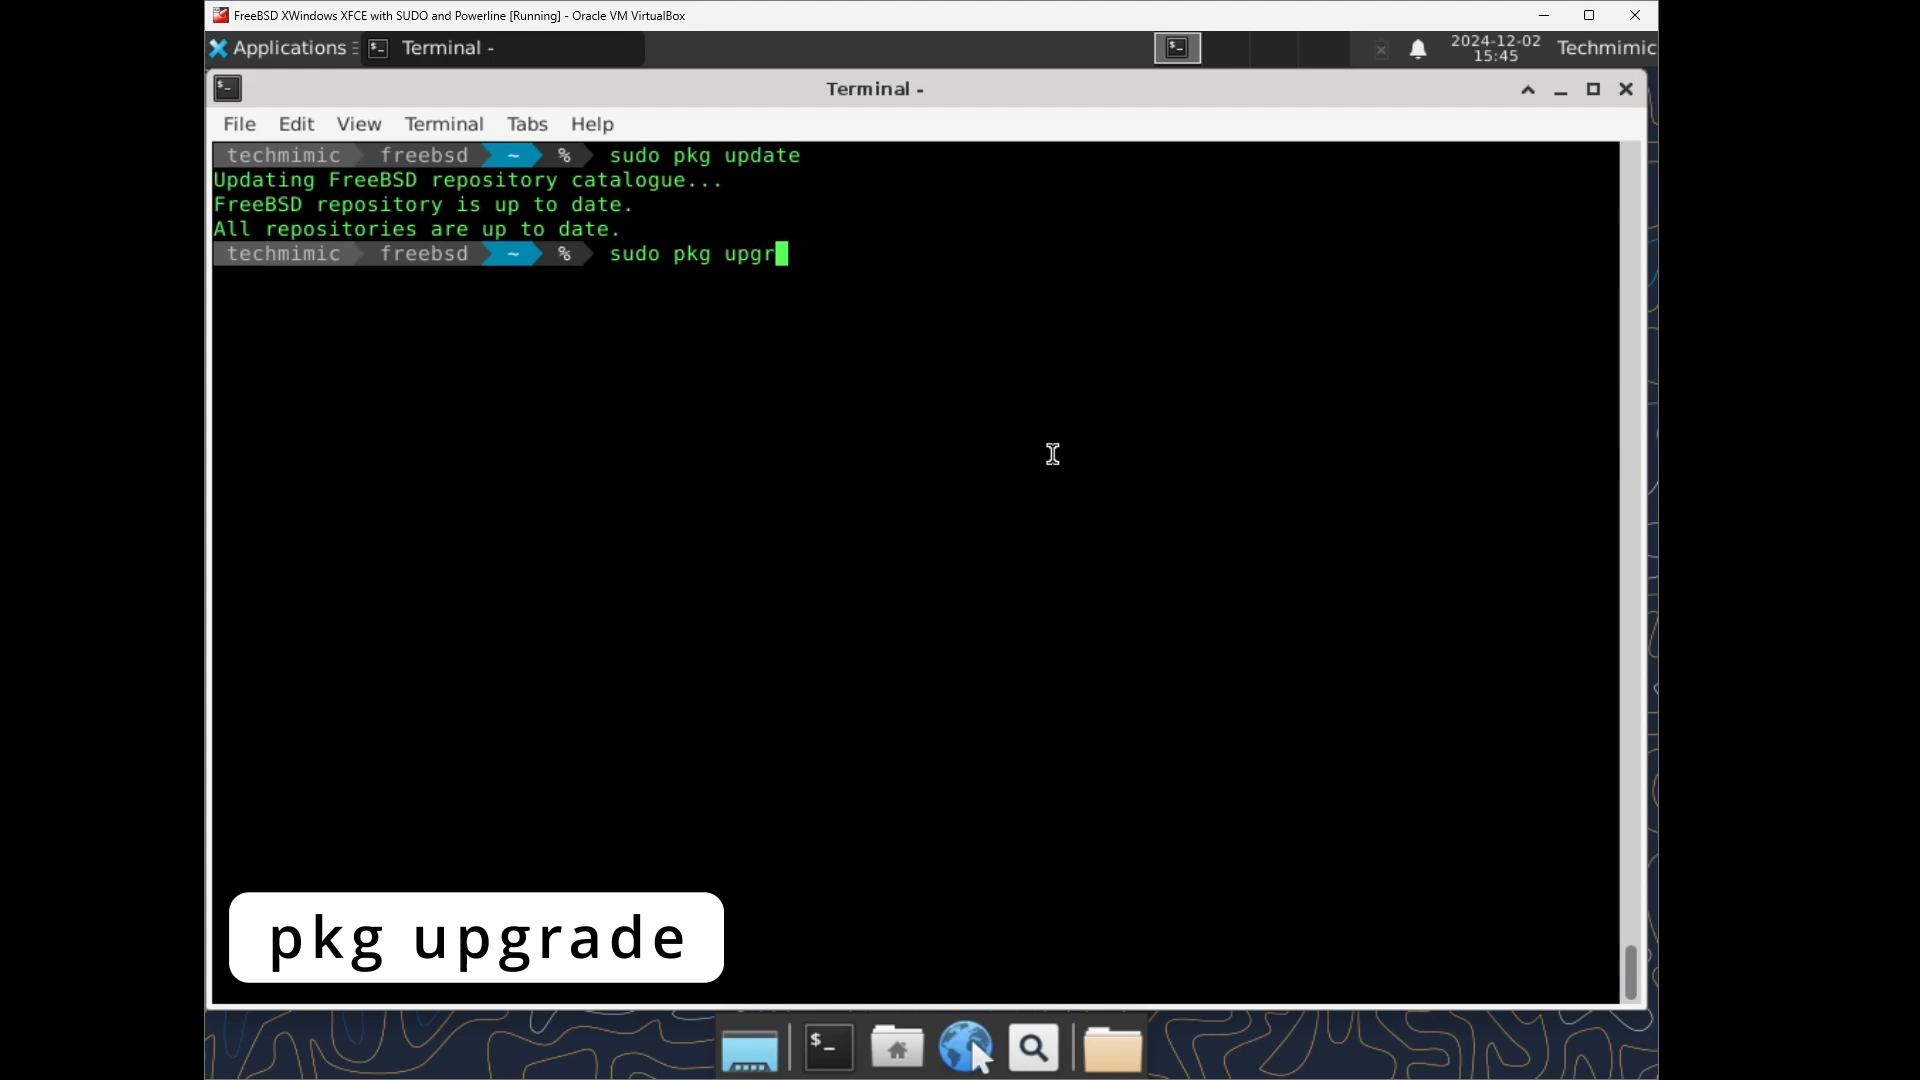 FreeBSD XWindows XFCE with SUDO and Powerline [Running] - Oracle VM VirtualBox
Applications
Terminal -
2024-12-02
15:45
Techmimic
Terminal -
File Edit View Terminal Tabs Help
techmimic freebsd ~ % sudo pkg update
Updating FreeBSD repository catalogue...
FreeBSD repository is up to date.
All repositories are up to date.
techmimic freebsd ~ % sudo pkg upgr
pkg upgrade